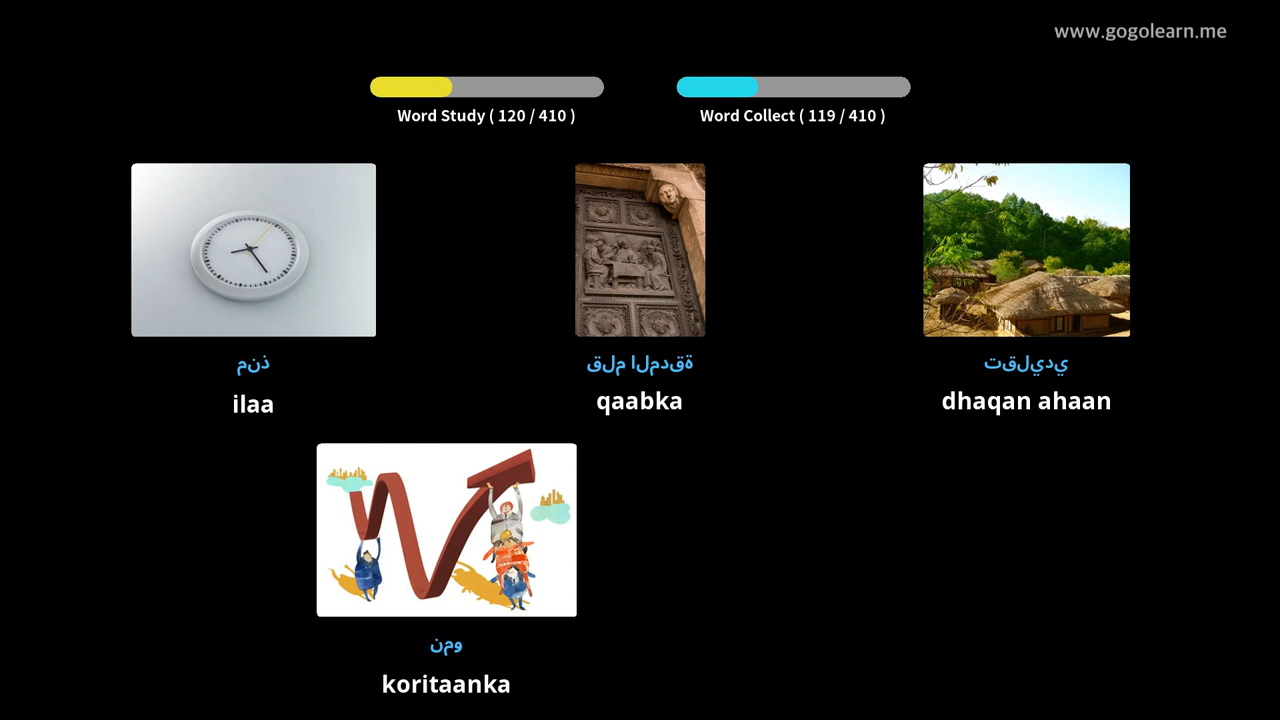 www.gogolearn.me
Word Study ( 120 / 410 )
Word Collect ( 119 / 410 )
منذ
ilaa
قلم المدقة
qaabka
تقليدي
dhaqan ahaan
نمو
koritaanka